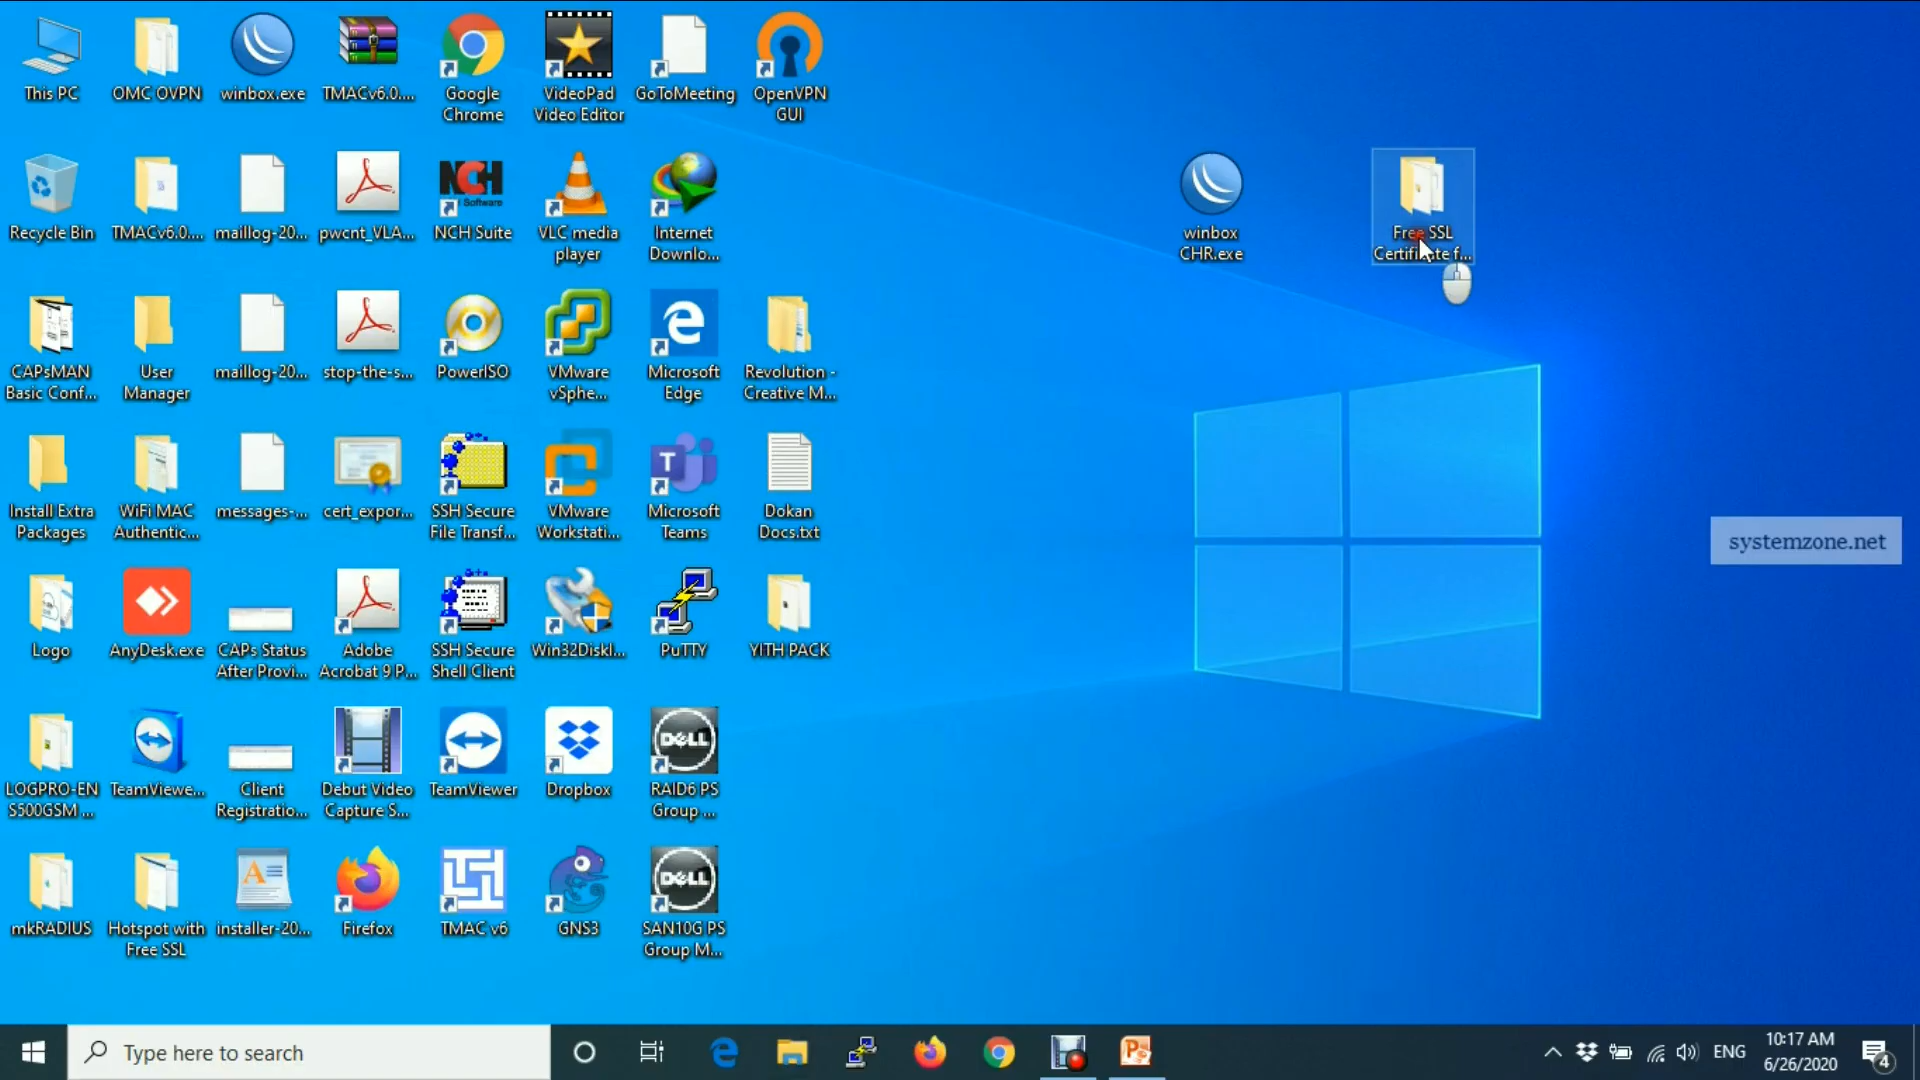 This PC
OMC OVPN
winbox.exe
TMACv6.0....
Google
Chrome
VideoPad
Video Editor
GoToMeeting
OpenVPN
GUI
Recycle Bin
TMACv6.0....
maillog-20...
pwcnt_VLA...
NCH
Software
NCH Suite
VLC media
player
Internet
Downlo...
winbox
CHR.exe
Free SSL
Certificate f...
CAPsMAN
Basic Conf...
User
Manager
maillog-20...
stop-the-s...
PowerISO
VMware
vSphe...
Microsoft
Edge
Revolution -
Creative M...
Install Extra
Packages
WiFi MAC
Authentic...
messages-...
cert_expor...
SSH Secure
File Transf...
VMware
Workstati...
T
Microsoft
Teams
Dokan
Docs.txt
systemzone.net
Logo
AnyDesk.exe
CAPs Status
After Provi...
Adobe
Acrobat 9 P...
SSH Secure
Shell Client
Win32DiskI...
PuTTY
YITH PACK
LOGPRO-EN
S500GSM ...
TeamViewe...
Client
Registratio...
Debut Video
Capture S...
TeamViewer
Dropbox
DELL
RAID6 PS
Group ...
mkRADIUS
Hotspot with
Free SSL
A
installer-20...
Firefox
TMAC v6
GNS3
DELL
SAN10G PS
Group M...
Type here to search
ENG
10:17 AM
6/26/2020
4